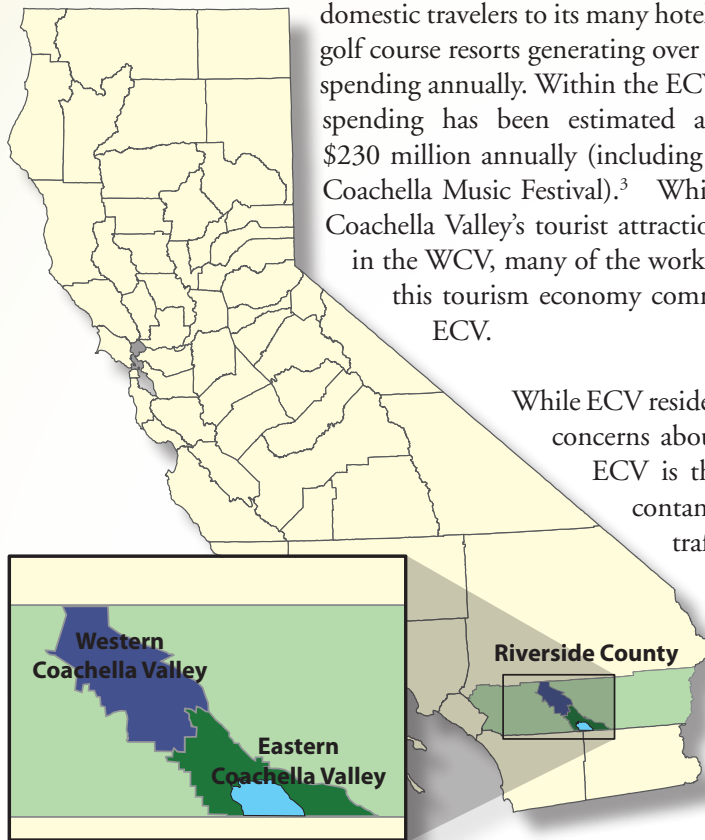 domestic travelers to its many hotel
golf course resorts generating over
spending annually. Within the ECV
spending has been estimated a
$230 million annually (including
Coachella Music Festival).³ Whi
Coachella Valley's tourist attractio
in the WCV, many of the work
this tourism economy comm
ECV.
While ECV reside
concerns abou
ECV is th
contan
traf
Riverside County
Western
Coachella Valley
Eastern
Coachella Valley